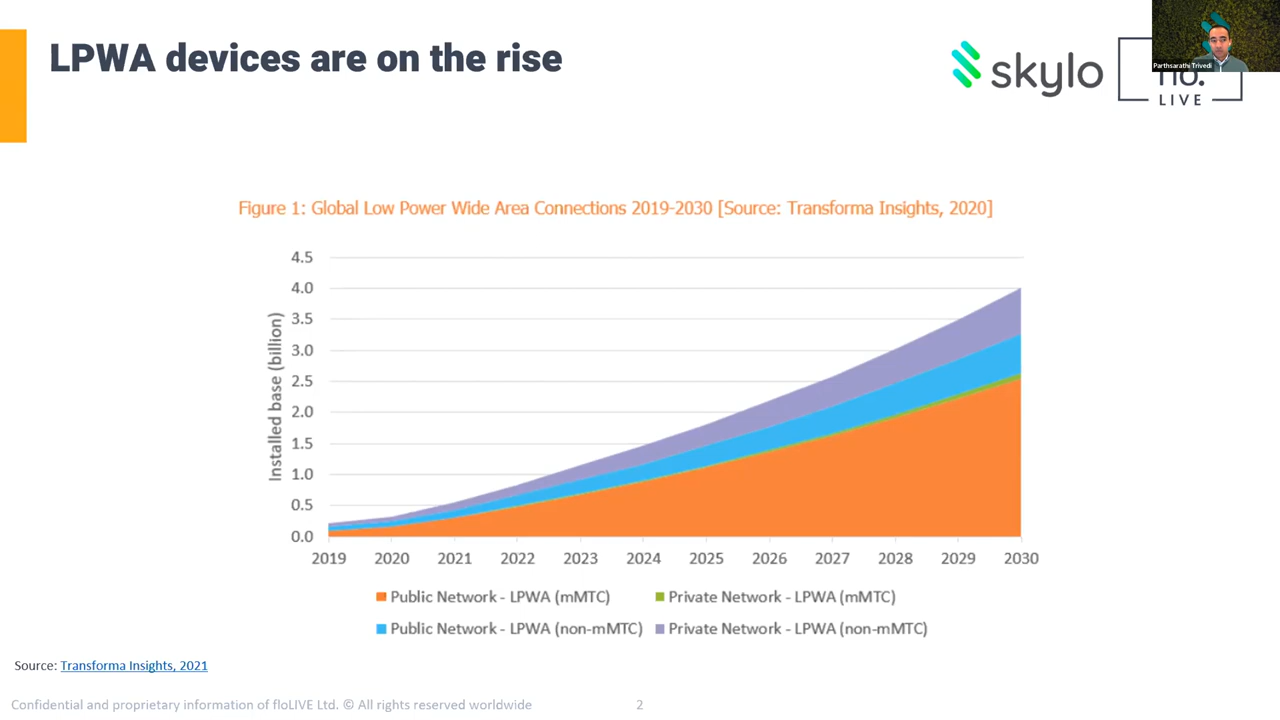 LPWA devices are on the rise
skylo
Parthsarathi Trivedi
flo.
LIVE
Figure 1: Global Low Power Wide Area Connections 2019-2030 [Source: Transforma Insights, 2020]
Installed base (billion)
4.5
4.0
3.5
3.0
2.5
2.0
1.5
1.0
0.5
0.0
2019 2020 2021 2022 2023 2024 2025 2026 2027 2028 2029 2030
Public Network - LPWA (mMTC) Private Network - LPWA (mMTC)
Public Network - LPWA (non-mMTC) Private Network - LPWA (non-mMTC)
Source: Transforma Insights, 2021
Confidential and proprietary information of floLIVE Ltd. © All rights reserved worldwide 2